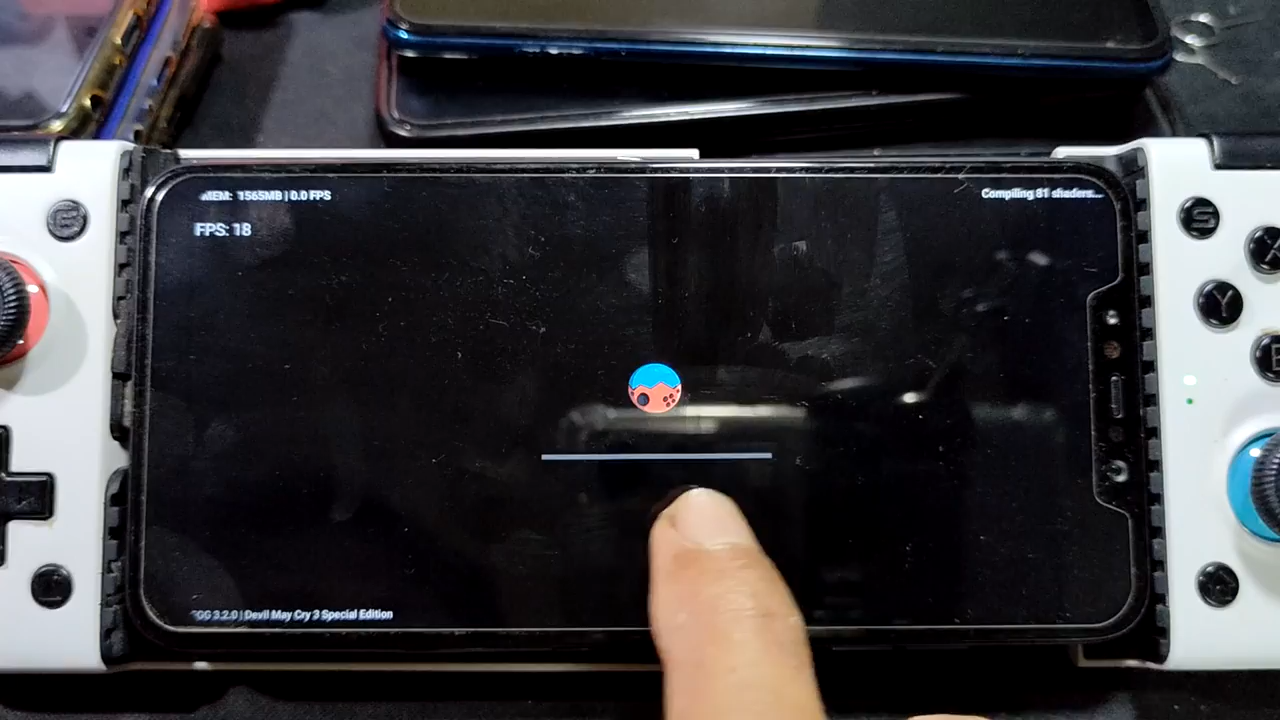 MEM: 1565MB | 0.0 FPS
Compiling 81 shaders...
FPS: 18
S
X
Y
3.2.0 | Devil May Cry 3 Special Edition